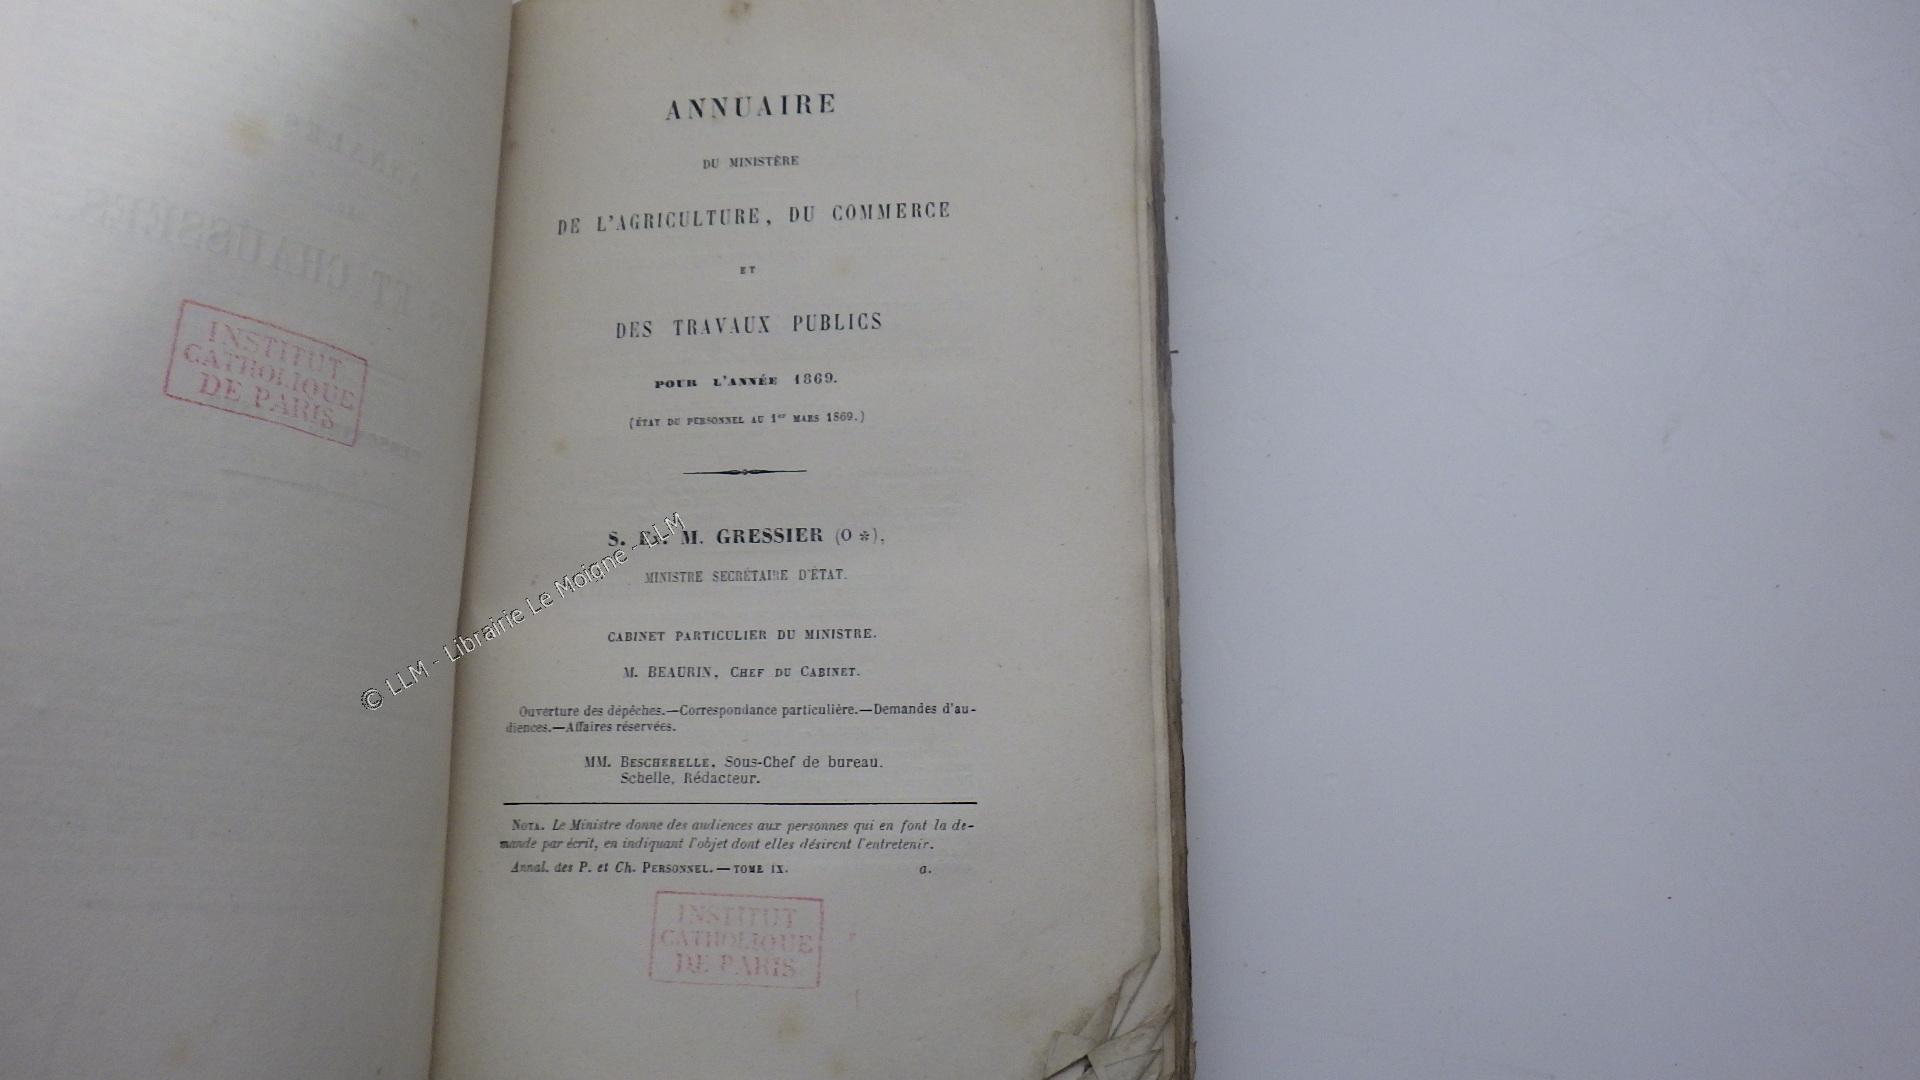 INSTITUT
CATHOLIQUE
DE PARIS
ANNUAIRE
DU MINISTÈRE
DE L'AGRICULTURE, DU COMMERCE
ET
DES TRAVAUX PUBLICS
POUR L'ANNÉE 1869.
(ÉTAT DU PERSONNEL AU 1er MARS 1869.)
S. M. GRESSIER (O *),
MINISTRE SECRÉTAIRE D'ÉTAT.
CABINET PARTICULIER DU MINISTRE.
M. BEAURIN, CHEF DU CABINET.
Ouverture des dépêches.—Correspondance particulière.—Demandes d'au-
diences.—Affaires réservées.
MM. BESCHERELLE, Sous-Chef de bureau.
Schelle, Rédacteur.
NOTA. Le Ministre donne des audiences aux personnes qui en font la de-
mande par écrit, en indiquant l'objet dont elles désirent l'entretenir.
Annal. des P. et Ch. PERSONNEL.—TOME IX. a.
INSTITUT
CATHOLIQUE
DE PARIS
© LLM - Librairie Le Moigne - LLM